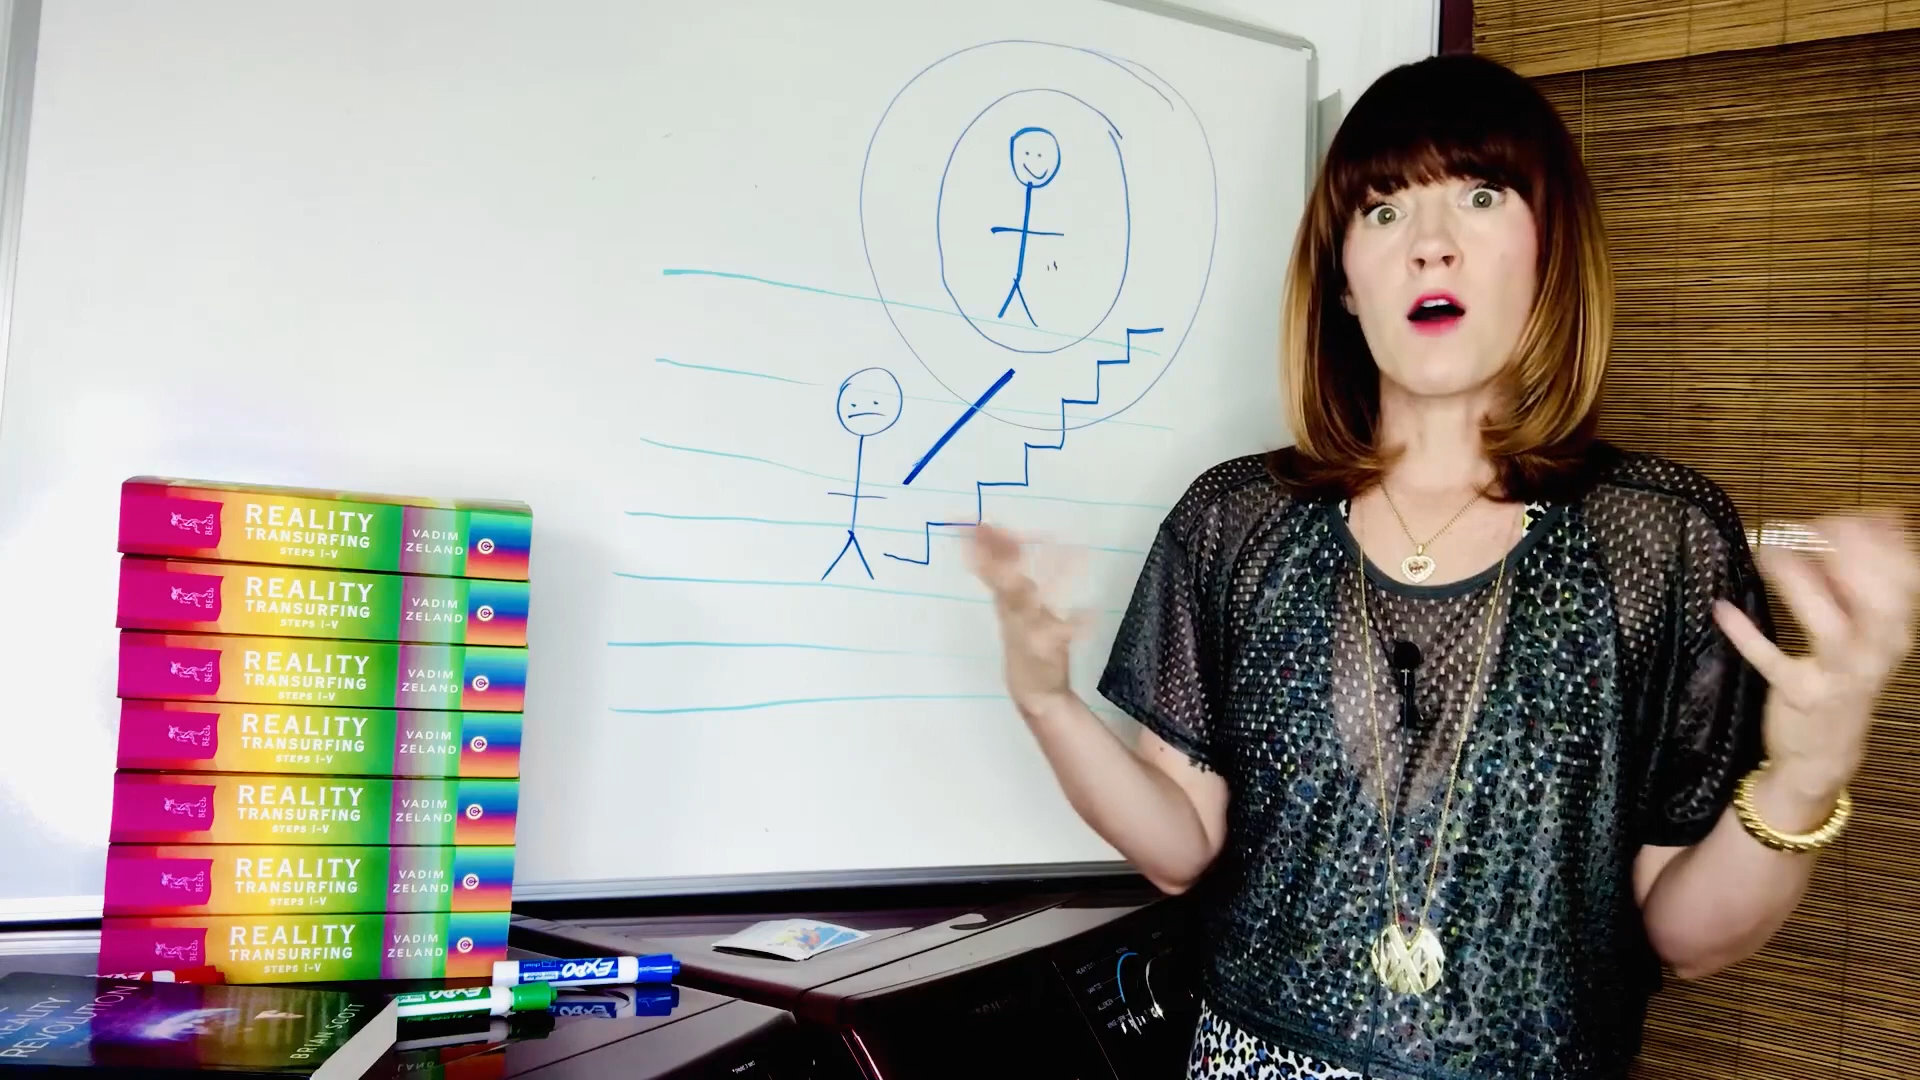 REALITY
TRANSURFING
STEPS I-V
VADIM
ZELAND
REALITY
TRANSURFING
STEPS I-V
VADIM
ZELAND
REALITY
TRANSURFING
STEPS I-V
VADIM
ZELAND
REALITY
TRANSURFING
STEPS I-V
VADIM
ZELAND
REALITY
TRANSURFING
STEPS I-V
VADIM
ZELAND
REALITY
TRANSURFING
STEPS I-V
VADIM
ZELAND
REALITY
TRANSURFING
STEPS I-V
VADIM
ZELAND
EXPO
EXPO
REALITY
REVOLUTION
BRIAN SCOTT